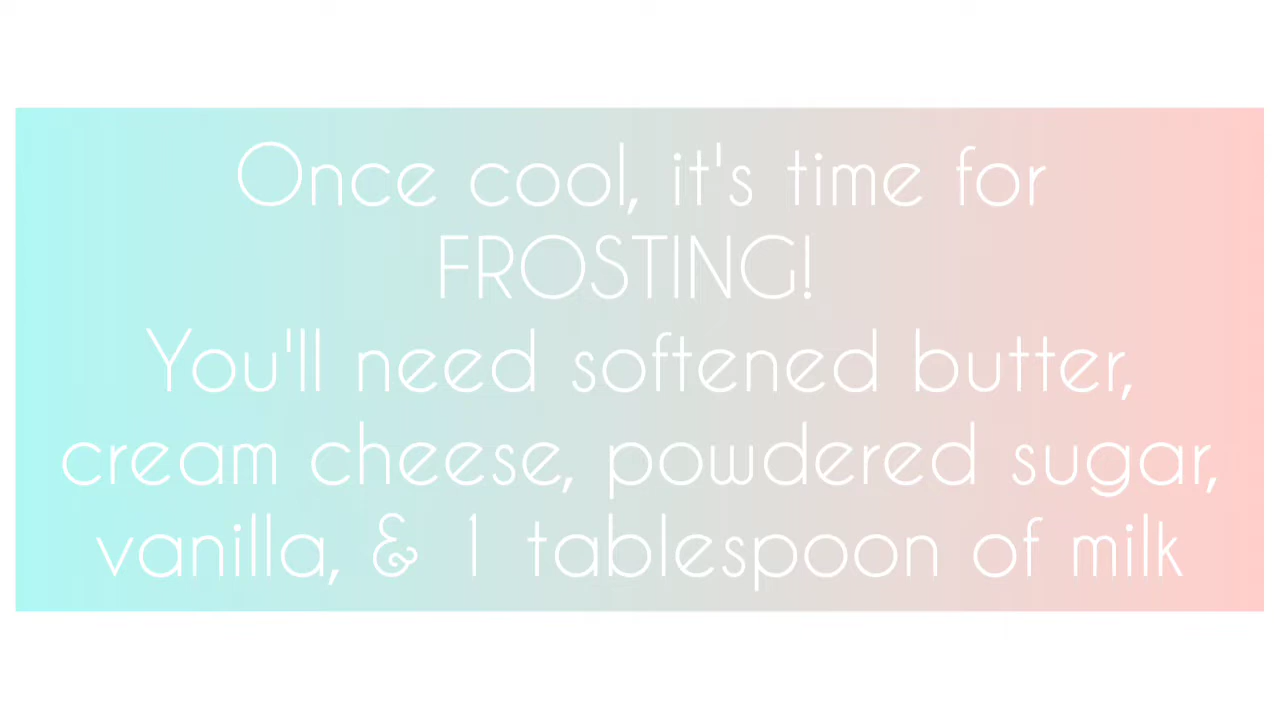 Once cool, it's time for
FROSTING!
You'll need softened butter,
cream cheese, powdered sugar,
vanilla, & 1 tablespoon of milk